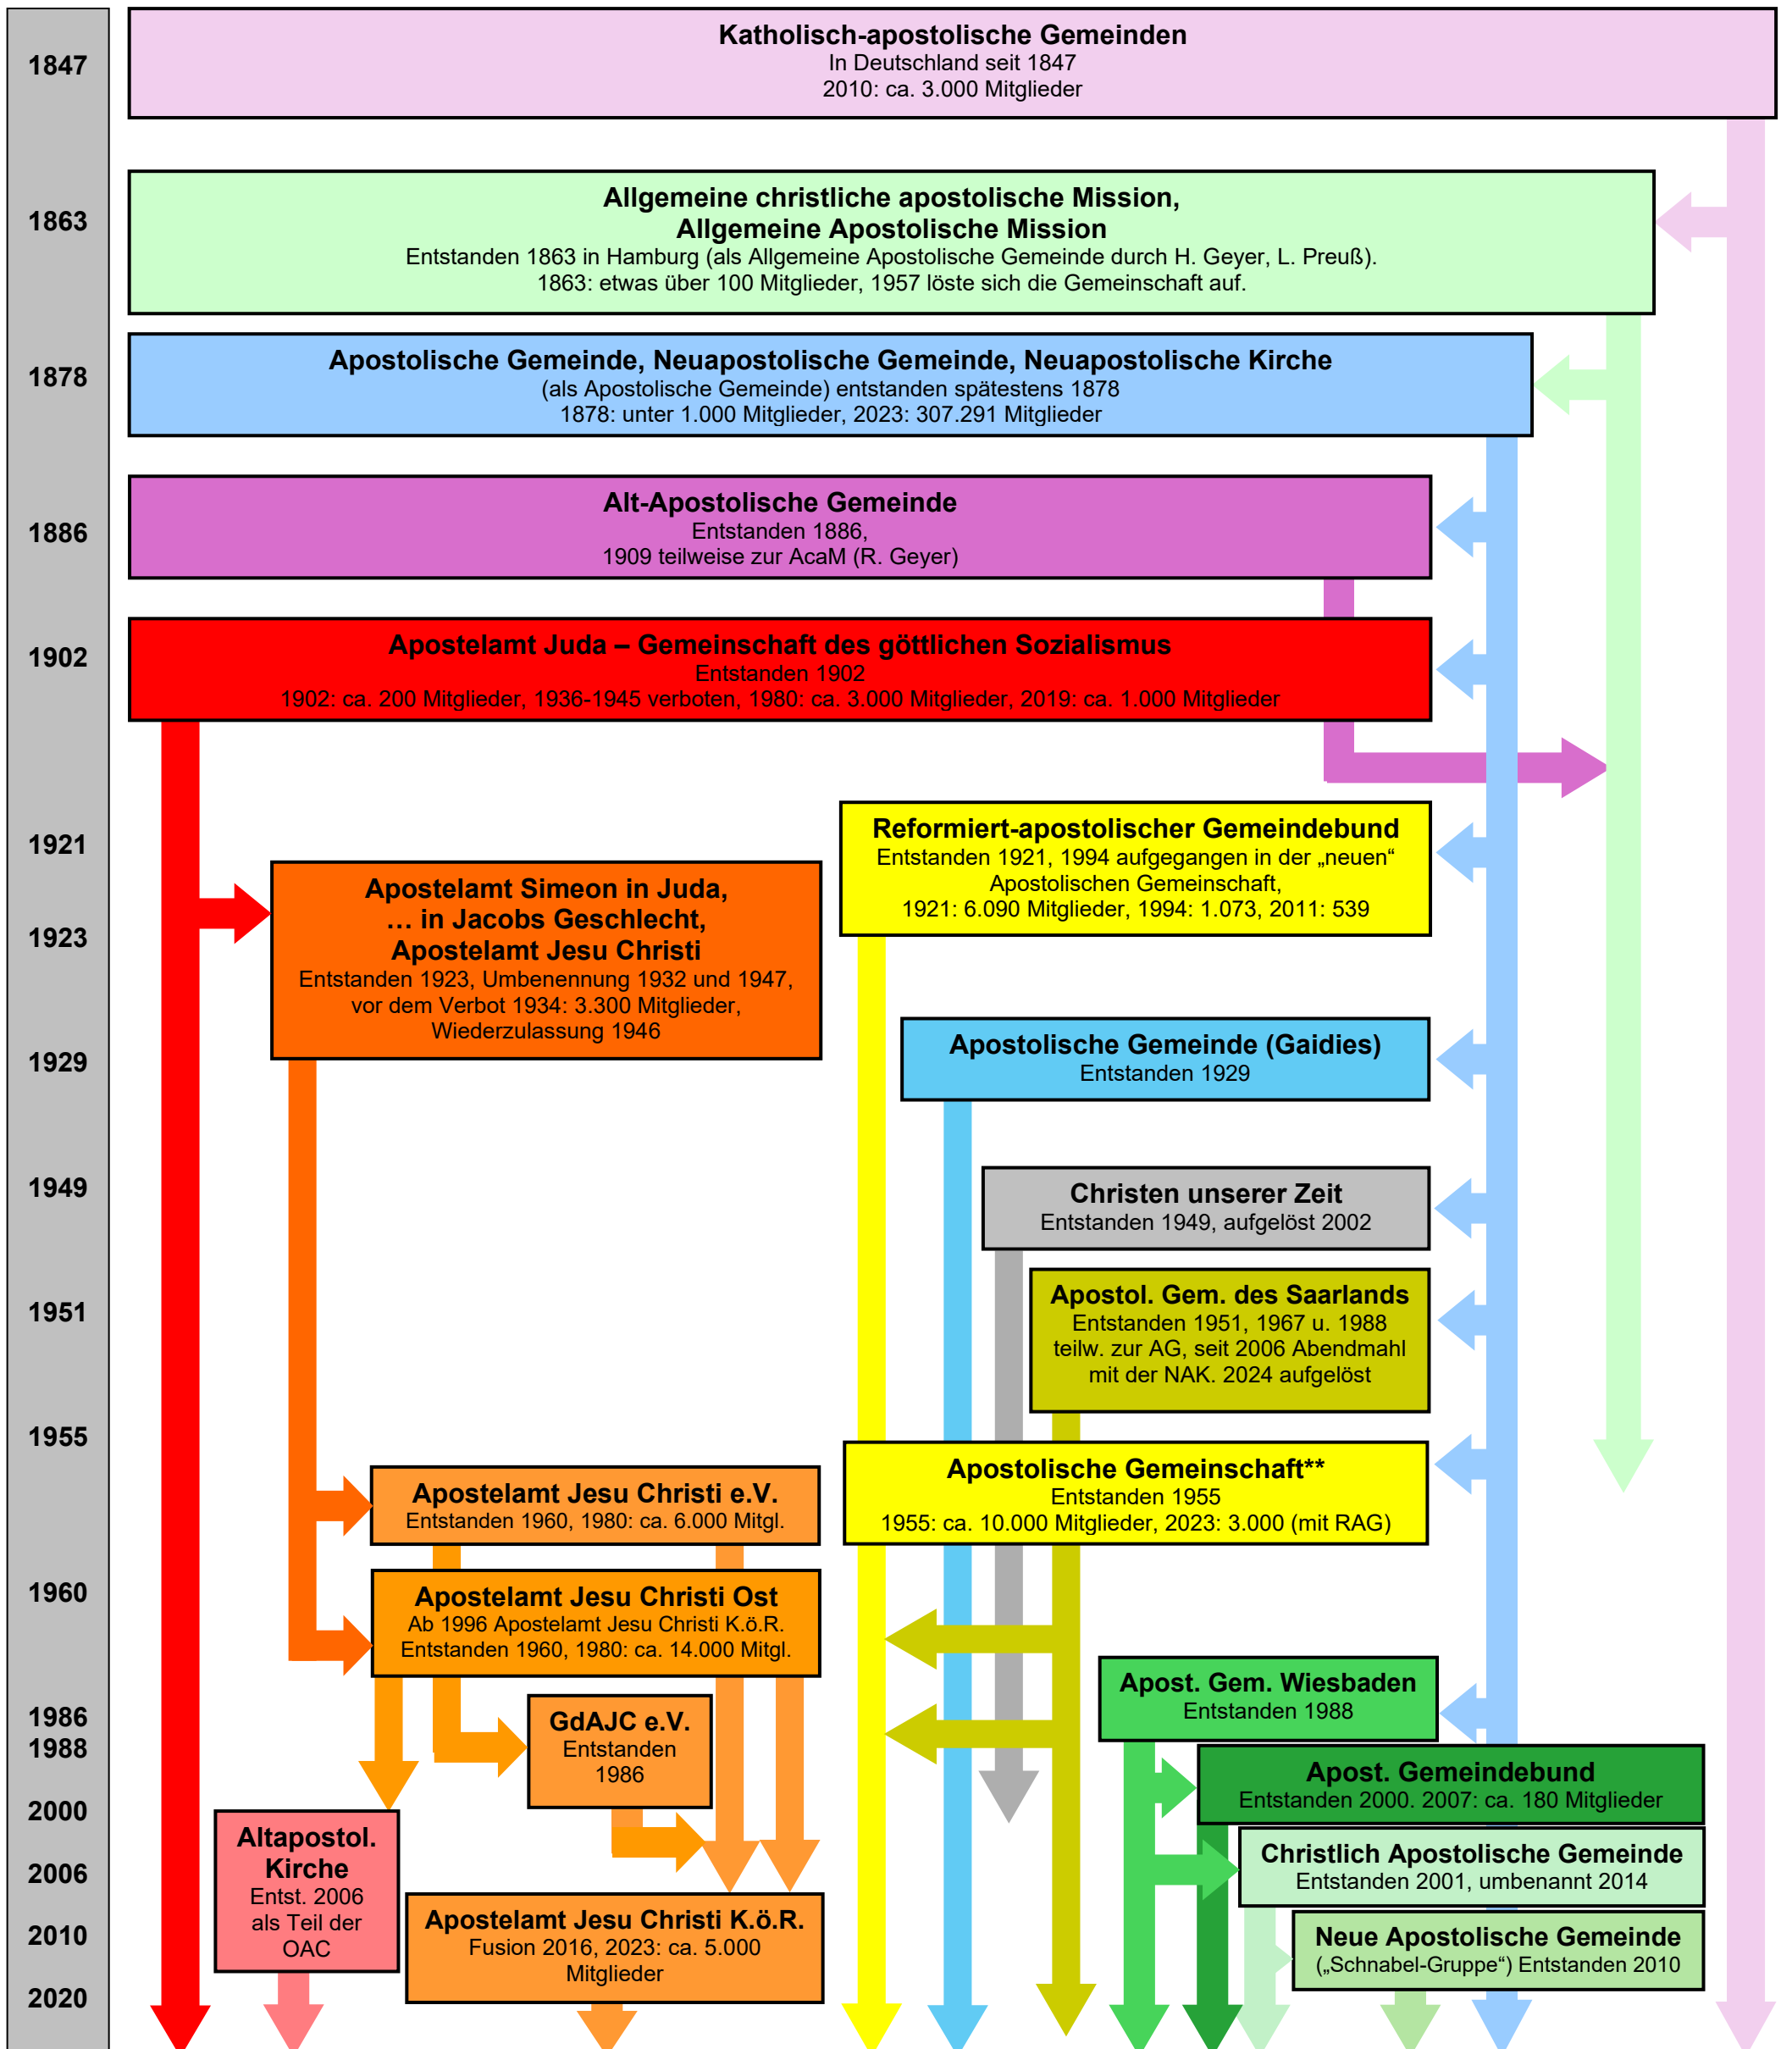 1847
Katholisch-apostolische Gemeinden
In Deutschland seit 1847
2010: ca. 3.000 Mitglieder
1863
Allgemeine christliche apostolische Mission,
Allgemeine Apostolische Mission
Entstanden 1863 in Hamburg (als Allgemeine Apostolische Gemeinde durch H. Geyer, L. Preuß).
1863: etwas über 100 Mitglieder, 1957 löste sich die Gemeinschaft auf.
1878
Apostolische Gemeinde, Neuapostolische Gemeinde, Neuapostolische Kirche
(als Apostolische Gemeinde) entstanden spätestens 1878
1878: unter 1.000 Mitglieder, 2023: 307.291 Mitglieder
1886
Alt-Apostolische Gemeinde
Entstanden 1886,
1909 teilweise zur AcaM (R. Geyer)
1902
Apostelamt Juda – Gemeinschaft des göttlichen Sozialismus
Entstanden 1902
1902: ca. 200 Mitglieder, 1936-1945 verboten, 1980: ca. 3.000 Mitglieder, 2019: ca. 1.000 Mitglieder
1921
Reformiert-apostolischer Gemeindebund
Entstanden 1921, 1994 aufgegangen in der „neuen“
Apostolischen Gemeinschaft,
1921: 6.090 Mitglieder, 1994: 1.073, 2011: 539
1923
Apostelamt Simeon in Juda,
… in Jacobs Geschlecht,
Apostelamt Jesu Christi
Entstanden 1923, Umbenennung 1932 und 1947,
vor dem Verbot 1934: 3.300 Mitglieder,
Wiederzulassung 1946
1929
Apostolische Gemeinde (Gaidies)
Entstanden 1929
1949
Christen unserer Zeit
Entstanden 1949, aufgelöst 2002
1951
Apostol. Gem. des Saarlands
Entstanden 1951, 1967 u. 1988
teilw. zur AG, seit 2006 Abendmahl
mit der NAK. 2024 aufgelöst
1955
Apostolische Gemeinschaft**
Entstanden 1955
1955: ca. 10.000 Mitglieder, 2023: 3.000 (mit RAG)
Apostelamt Jesu Christi e.V.
Entstanden 1960, 1980: ca. 6.000 Mitgl.
1960
Apostelamt Jesu Christi Ost
Ab 1996 Apostelamt Jesu Christi K.ö.R.
Entstanden 1960, 1980: ca. 14.000 Mitgl.
1986
1988
GdAJC e.V.
Entstanden
1986
Apost. Gem. Wiesbaden
Entstanden 1988
2000
Apost. Gemeindebund
Entstanden 2000. 2007: ca. 180 Mitglieder
2006
Altapostol.
Kirche
Entst. 2006
als Teil der
OAC
Christlich Apostolische Gemeinde
Entstanden 2001, umbenannt 2014
2010
Apostelamt Jesu Christi K.ö.R.
Fusion 2016, 2023: ca. 5.000
Mitglieder
Neue Apostolische Gemeinde
(„Schnabel-Gruppe“) Entstanden 2010
2020